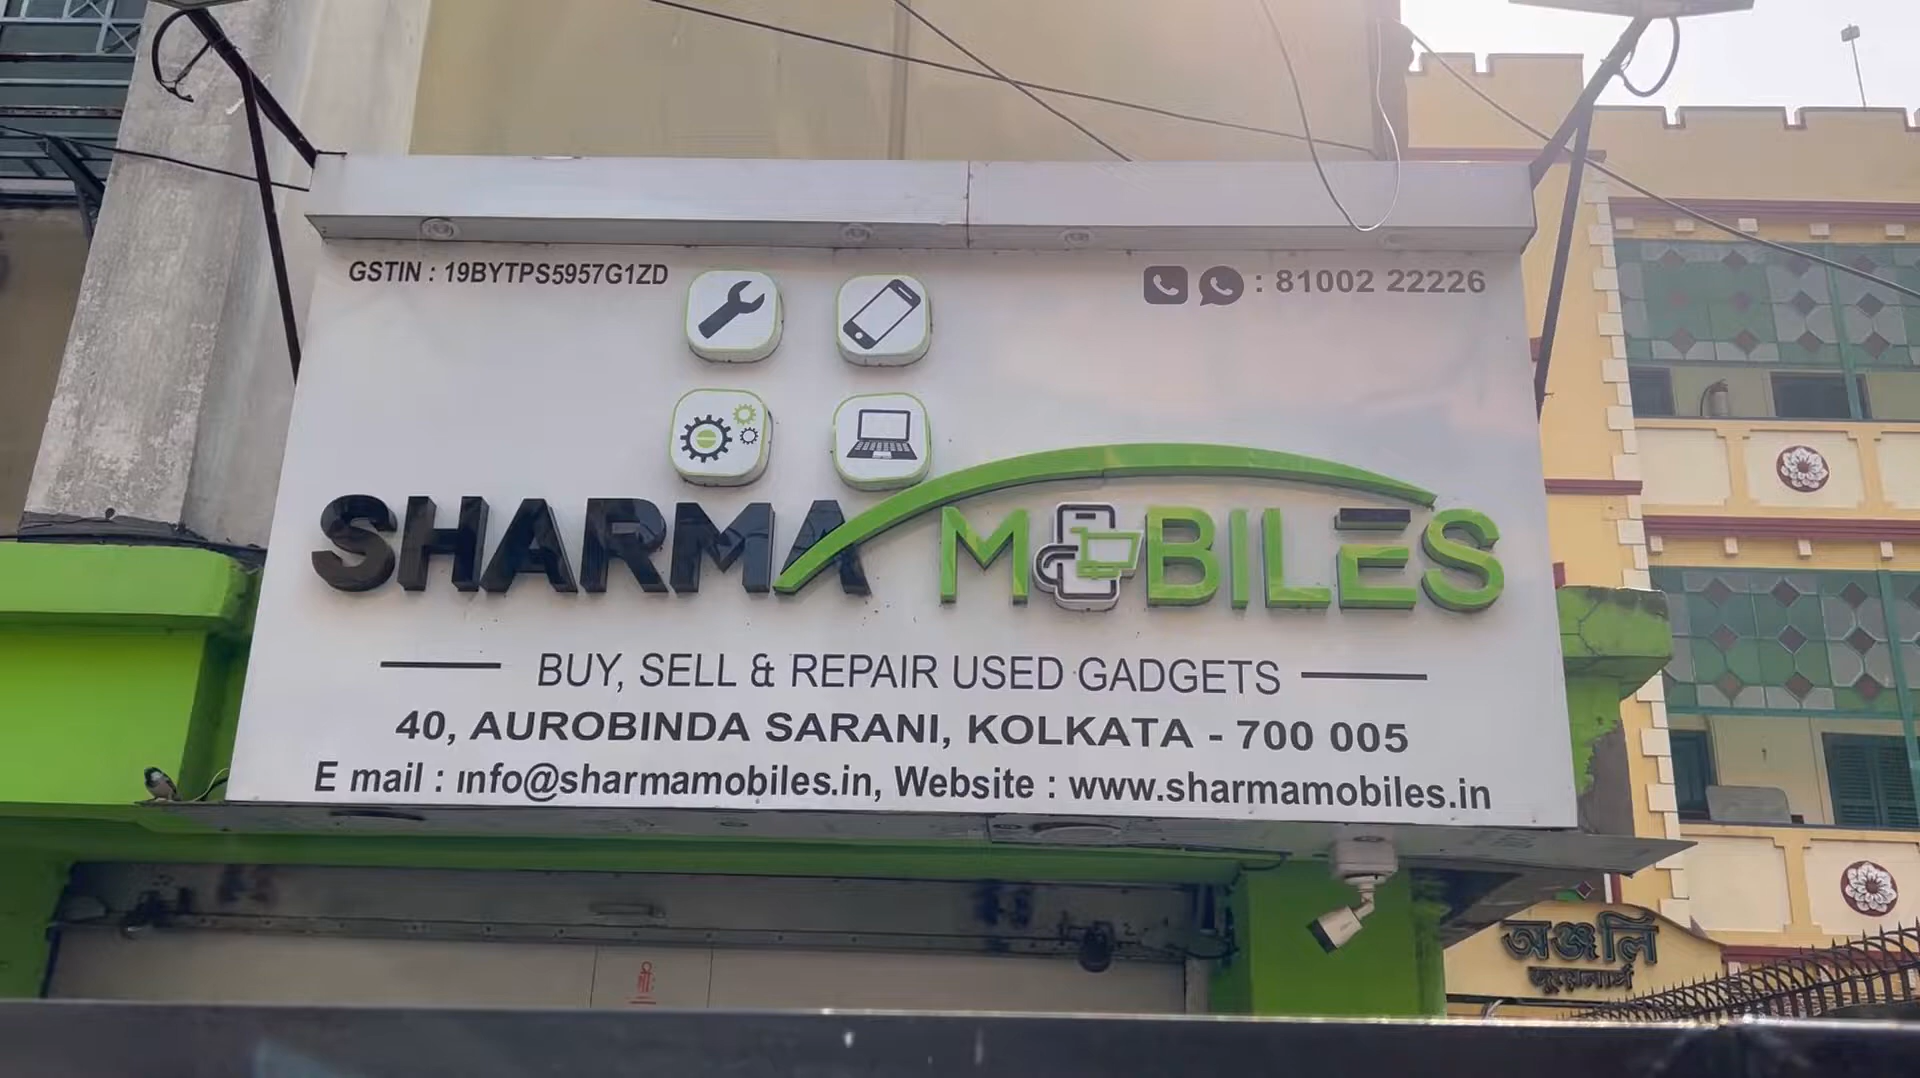 GSTIN : 19BYTPS5957G1ZD
: 81002 22226
SHARMA MOBILES
BUY, SELL & REPAIR USED GADGETS
40, AUROBINDA SARANI, KOLKATA - 700 005
E mail : info@sharmamobiles.in, Website : www.sharmamobiles.in
অঞ্জলি
জুয়েলার্স